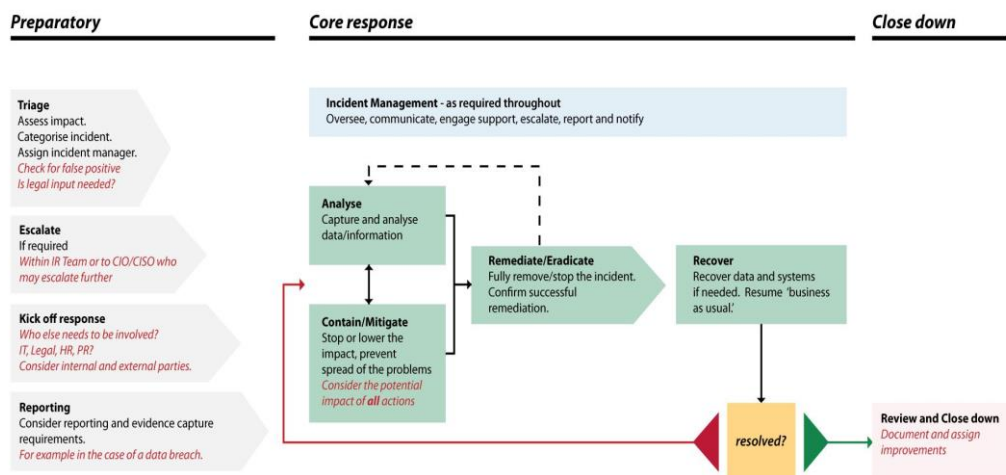 Preparatory
Core response
Close down
Triage
Assess impact.
Categorise incident.
Assign incident manager.
Check for false positive
Is legal input needed?
Escalate
If required
Within IR Team or to CIO/CISO who
may escalate further
Kick off response
Who else needs to be involved?
IT, Legal, HR, PR?
Consider internal and external parties.
Reporting
Consider reporting and evidence capture
requirements.
For example in the case of a data breach.
Incident Management - as required throughout
Oversee, communicate, engage support, escalate, report and notify
Analyse
Capture and analyse
data/information
Contain/Mitigate
Stop or lower the
impact, prevent
spread of the problems
Consider the potential
impact of all actions
Remediate/Eradicate
Fully remove/stop the incident.
Confirm successful
remediation.
Recover
Recover data and systems
if needed. Resume ‘business
as usual.’
resolved?
Review and Close down
Document and assign
improvements